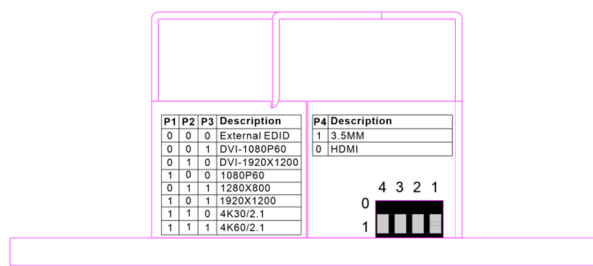 P1 P2 P3 Description
0 0 0 External EDID
0 0 1 DVI-1080P60
0 1 0 DVI-1920X1200
1 0 0 1080P60
0 1 1 1280X800
1 0 1 1920X1200
1 1 0 4K30/2.1
1 1 1 4K60/2.1
P4 Description
1 3.5MM
0 HDMI
4 3 2 1
0
1